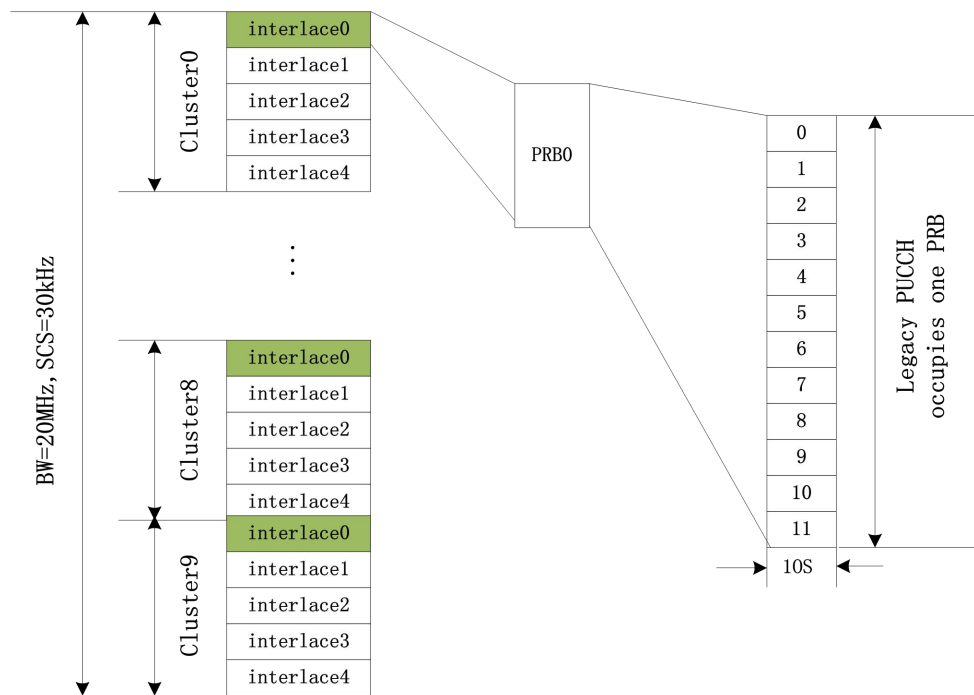 BW=20MHz, SCS=30kHz
Cluster0
interlace0
interlace1
interlace2
interlace3
interlace4
⋮
Cluster8
interlace0
interlace1
interlace2
interlace3
interlace4
Cluster9
interlace0
interlace1
interlace2
interlace3
interlace4
PRB0
0
1
2
3
4
5
6
7
8
9
10
11
10S
Legacy PUCCH
occupies one PRB